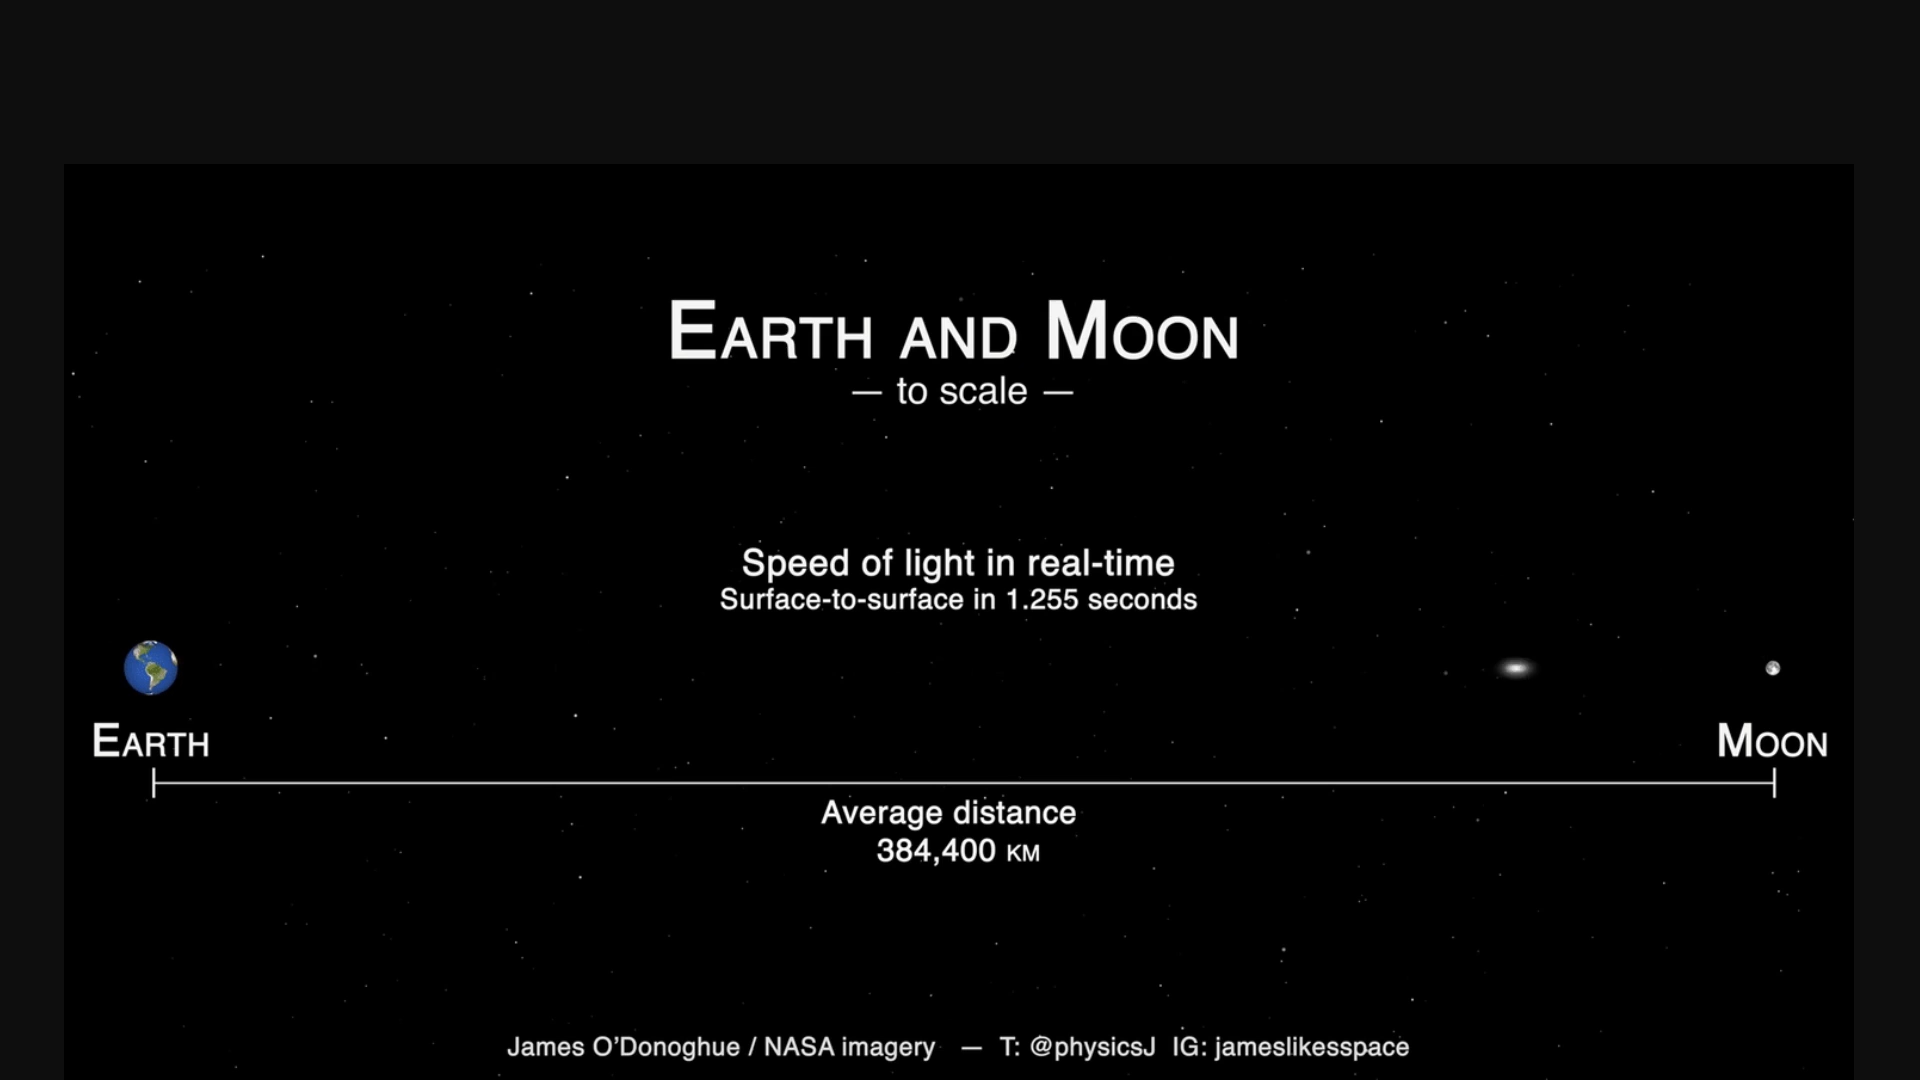 EARTH AND MOON
— to scale —
Speed of light in real-time
Surface-to-surface in 1.255 seconds
EARTH
MOON
Average distance
384,400 KM
James O’Donoghue / NASA imagery — T: @physicsJ IG: jameslikesspace